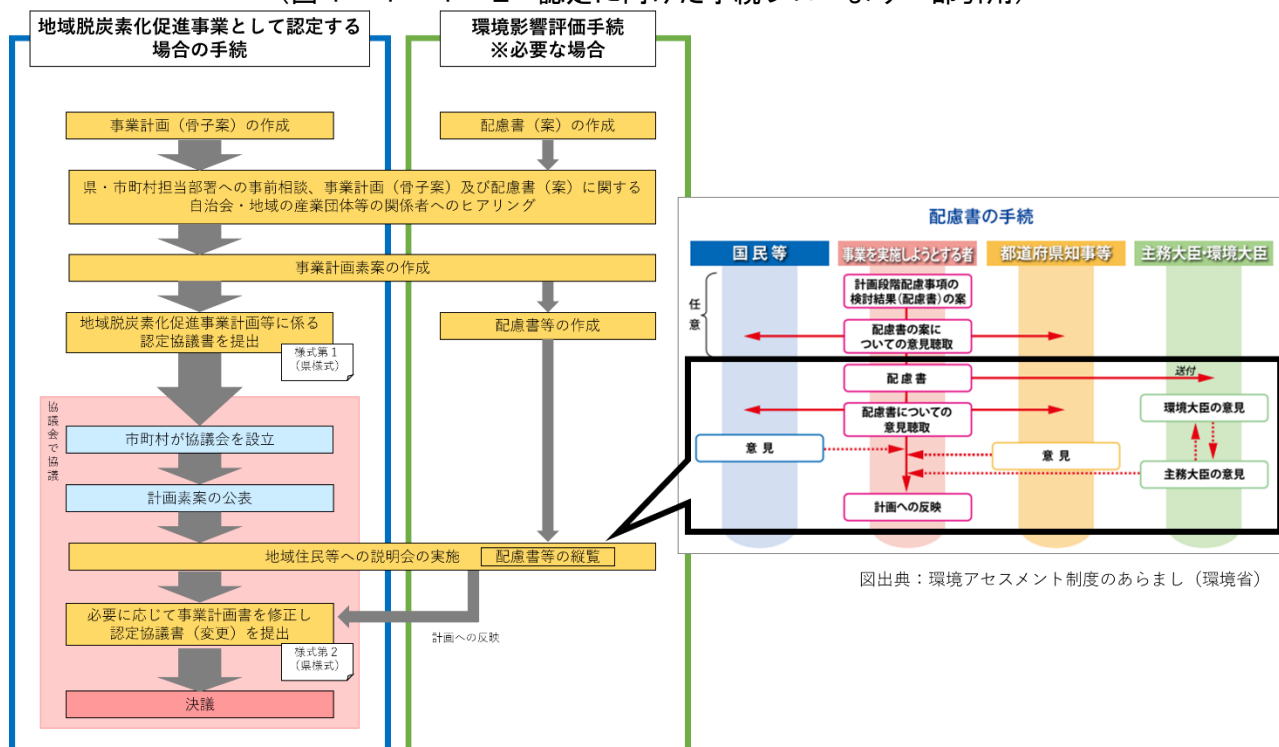 地域脱炭素化促進事業として認定する
場合の手続
環境影響評価手続
※必要な場合
事業計画（骨子案）の作成
配慮書（案）の作成
県・市町村担当部署への事前相談、事業計画（骨子案）及び配慮書（案）に関する
自治会・地域の産業団体等の関係者へのヒアリング
事業計画素案の作成
地域脱炭素化促進事業計画等に係る
認定協議書を提出
様式第１
（県様式）
配慮書等の作成
協議会で協議
市町村が協議会を設立
計画素案の公表
地域住民等への説明会の実施
配慮書等の縦覧
必要に応じて事業計画書を修正し
認定協議書（変更）を提出
様式第２
（県様式）
計画への反映
決議
配慮書の手続
国民等
事業を実施しようとする者
都道府県知事等
主務大臣・環境大臣
任意
計画段階配慮事項の
検討結果（配慮書）の案
配慮書の案に
ついての意見聴取
配慮書
送付
配慮書についての
意見聴取
環境大臣の意見
意見
意見
主務大臣の意見
計画への反映
図出典：環境アセスメント制度のあらまし（環境省）